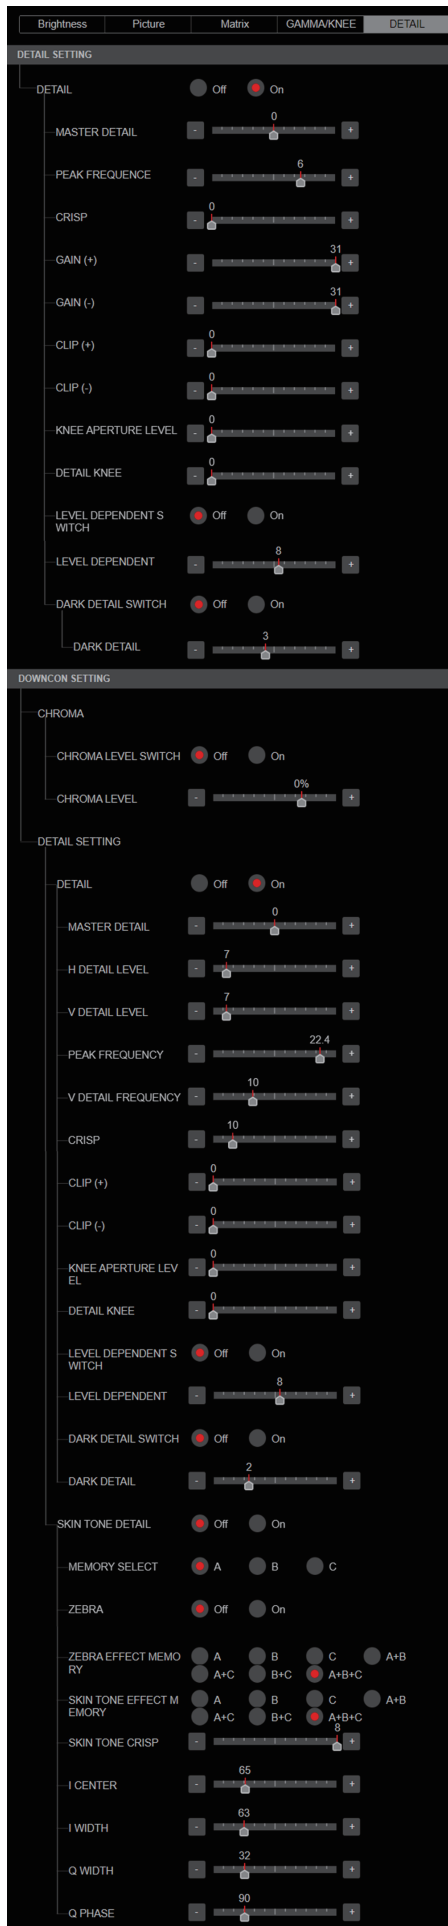 Brightness Picture Matrix GAMMA/KNEE DETAIL
DETAIL SETTING
DETAIL Off On
0
MASTER DETAIL - +
6
PEAK FREQUENCE - +
0
CRISP - +
31
GAIN (+) - +
31
GAIN (-) - +
0
CLIP (+) - +
0
CLIP (-) - +
0
KNEE APERTURE LEVEL - +
0
DETAIL KNEE - +
LEVEL DEPENDENT S Off On
WITCH
8
LEVEL DEPENDENT - +
DARK DETAIL SWITCH Off On
3
DARK DETAIL - +
DOWNCON SETTING
CHROMA
CHROMA LEVEL SWITCH Off On
0%
CHROMA LEVEL - +
DETAIL SETTING
DETAIL Off On
0
MASTER DETAIL - +
7
H DETAIL LEVEL - +
7
V DETAIL LEVEL - +
22.4
PEAK FREQUENCY - +
10
V DETAIL FREQUENCY - +
10
CRISP - +
0
CLIP (+) - +
0
CLIP (-) - +
0
KNEE APERTURE LEV - +
EL
0
DETAIL KNEE - +
LEVEL DEPENDENT S Off On
WITCH
8
LEVEL DEPENDENT - +
DARK DETAIL SWITCH Off On
2
DARK DETAIL - +
SKIN TONE DETAIL Off On
MEMORY SELECT A B C
ZEBRA Off On
ZEBRA EFFECT MEMO A B C A+B
RY A+C B+C A+B+C
SKIN TONE EFFECT M A B C A+B
EMORY A+C B+C A+B+C
8
SKIN TONE CRISP - +
65
I CENTER - +
63
I WIDTH - +
32
Q WIDTH - +
90
Q PHASE - +